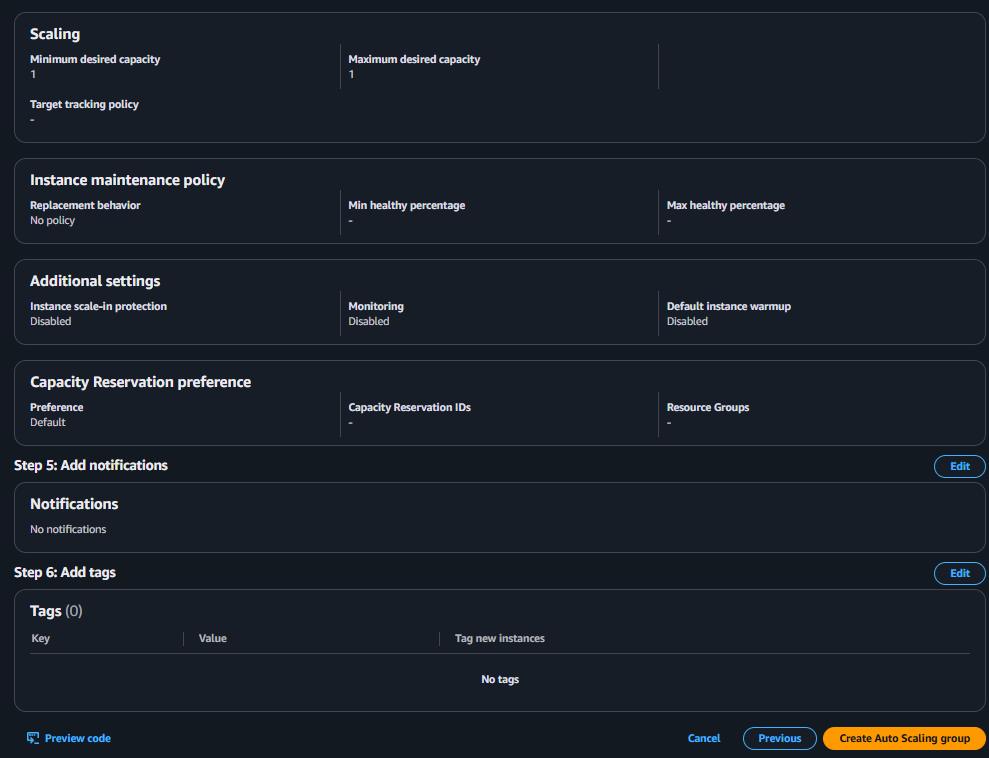 Scaling
Minimum desired capacity
1
Maximum desired capacity
1
Target tracking policy
-
Instance maintenance policy
Replacement behavior
No policy
Min healthy percentage
-
Max healthy percentage
-
Additional settings
Instance scale-in protection
Disabled
Monitoring
Disabled
Default instance warmup
Disabled
Capacity Reservation preference
Preference
Default
Capacity Reservation IDs
-
Resource Groups
-
Step 5: Add notifications
Edit
Notifications
No notifications
Step 6: Add tags
Edit
Tags (0)
Key
Value
Tag new instances
No tags
Preview code
Cancel
Previous
Create Auto Scaling group